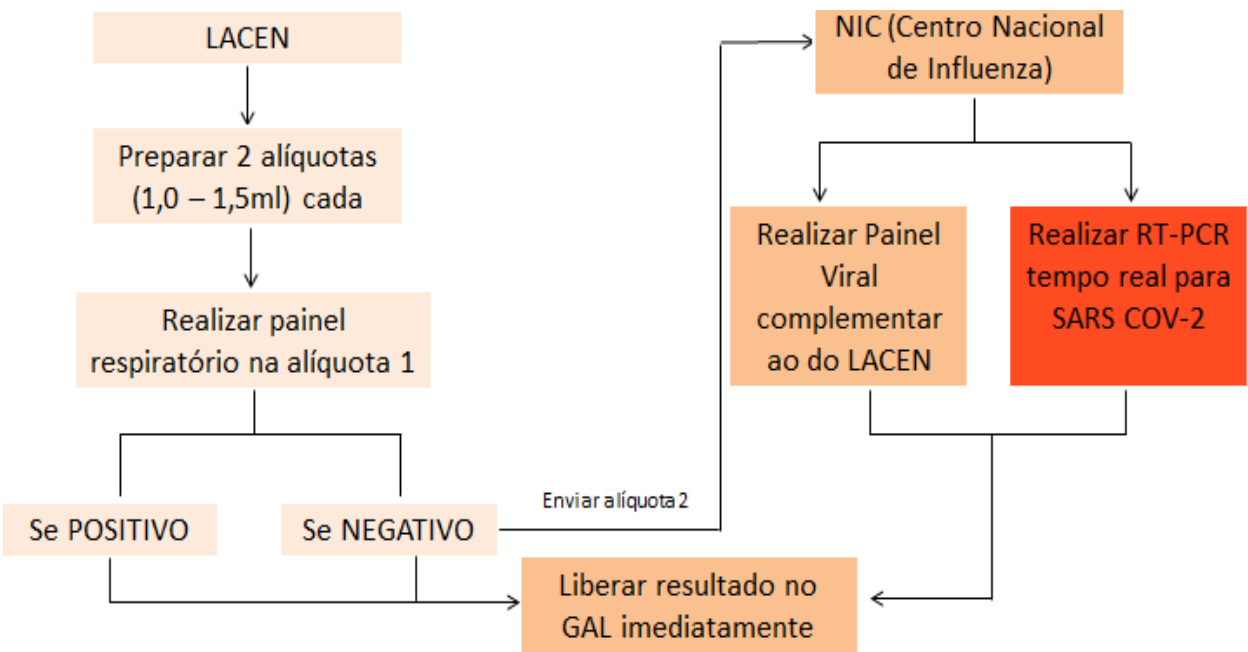 LACEN
Preparar 2 alíquotas
(1,0 – 1,5ml) cada
Realizar painel
respiratório na alíquota 1
Se POSITIVO
Se NEGATIVO
Enviar alíquota 2
NIC (Centro Nacional
de Influenza)
Realizar Painel
Viral
complementar
ao do LACEN
Realizar RT-PCR
tempo real para
SARS COV-2
Liberar resultado no
GAL imediatamente